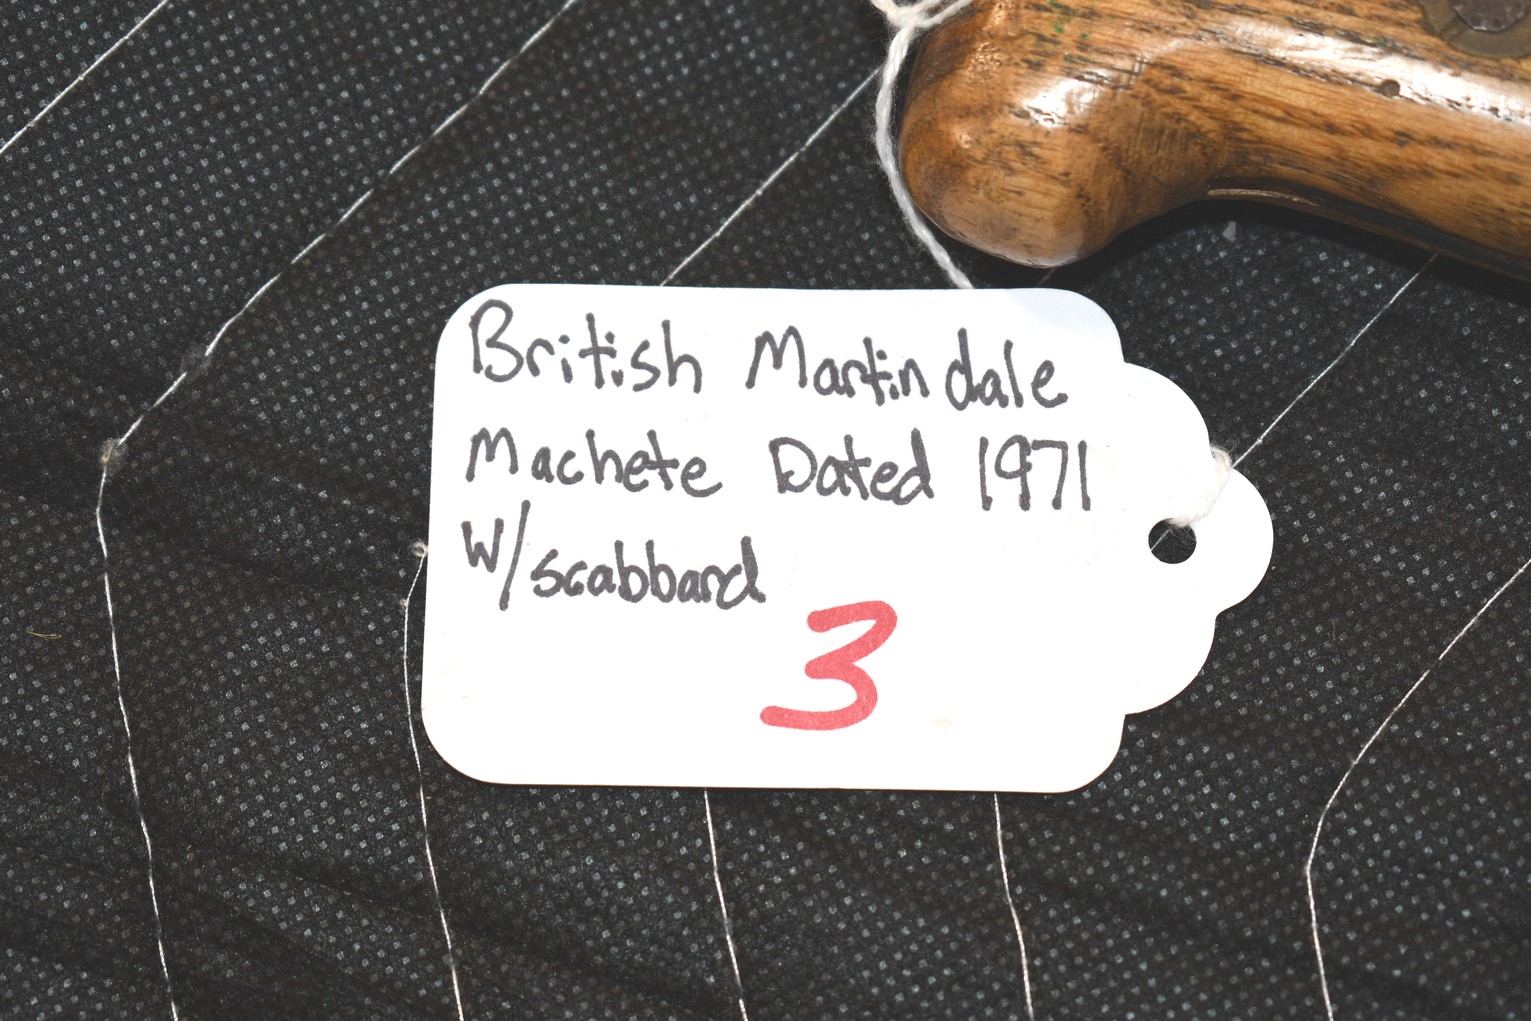 British Martindale
Machete Dated 1971
W/scabbard
3